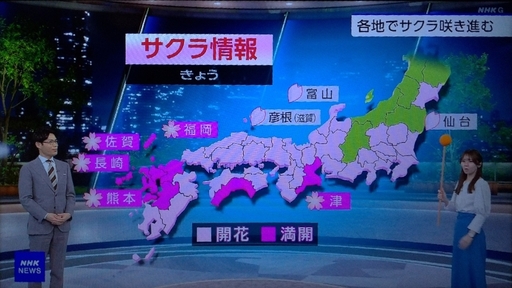 NHK G
各地でサクラ咲き進む
サクラ情報
きょう
富山
彦根(滋賀)
仙台
福岡
佐賀
長崎
熊本
津
開花 満開
NHK
NEWS